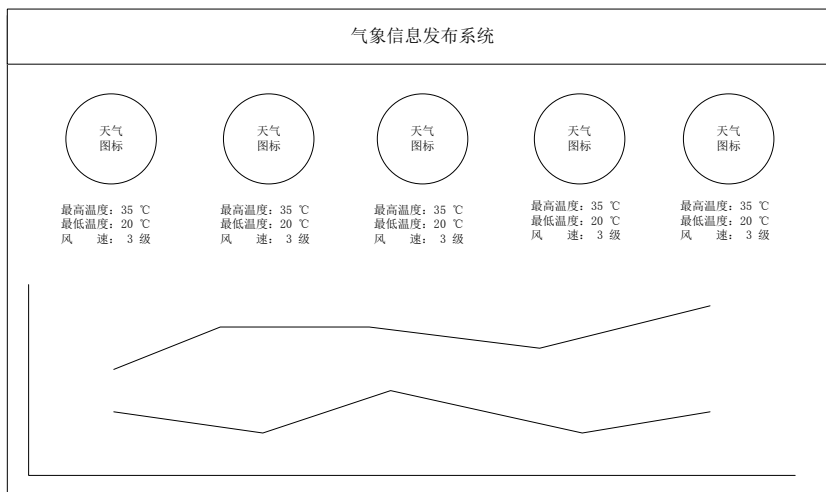 气象信息发布系统
天气
图标
天气
图标
天气
图标
天气
图标
天气
图标
最高温度：35 ℃
最低温度：20 ℃
风　　速： 3 级
最高温度：35 ℃
最低温度：20 ℃
风　　速： 3 级
最高温度：35 ℃
最低温度：20 ℃
风　　速： 3 级
最高温度：35 ℃
最低温度：20 ℃
风　　速： 3 级
最高温度：35 ℃
最低温度：20 ℃
风　　速： 3 级